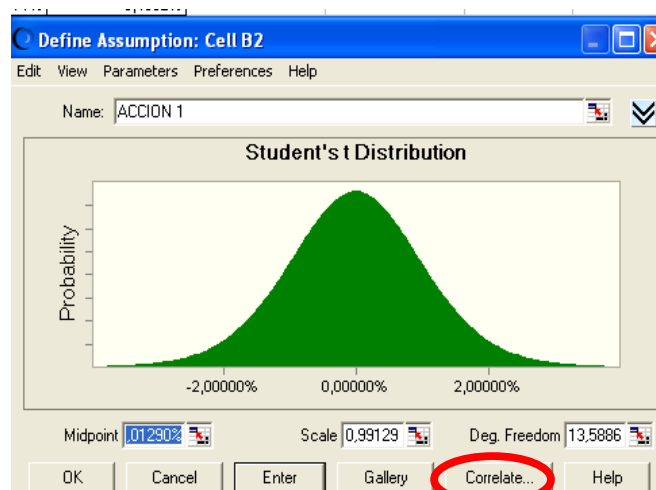 Define Assumption: Cell B2
Edit View Parameters Preferences Help
Name: ACCION 1
Student's t Distribution
Probability
-2,00000% 0,00000% 2,00000%
Midpoint ,01290% Scale 0,99129 Deg. Freedom 13,5886
OK Cancel Enter Gallery Correlate... Help